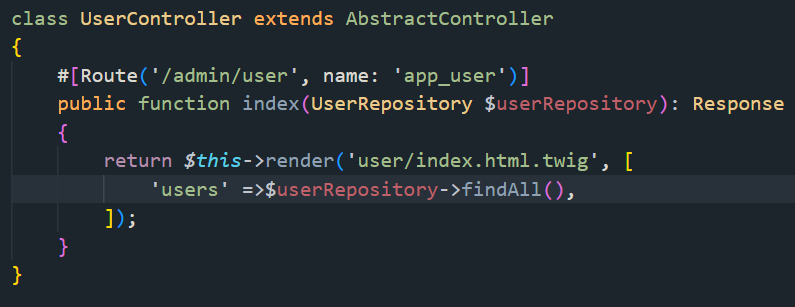 class UserController extends AbstractController
{
    #[Route('/admin/user', name: 'app_user')]
    public function index(UserRepository $userRepository): Response
    {
        return $this->render('user/index.html.twig', [
            'users' =>$userRepository->findAll(),
        ]);
    }
}